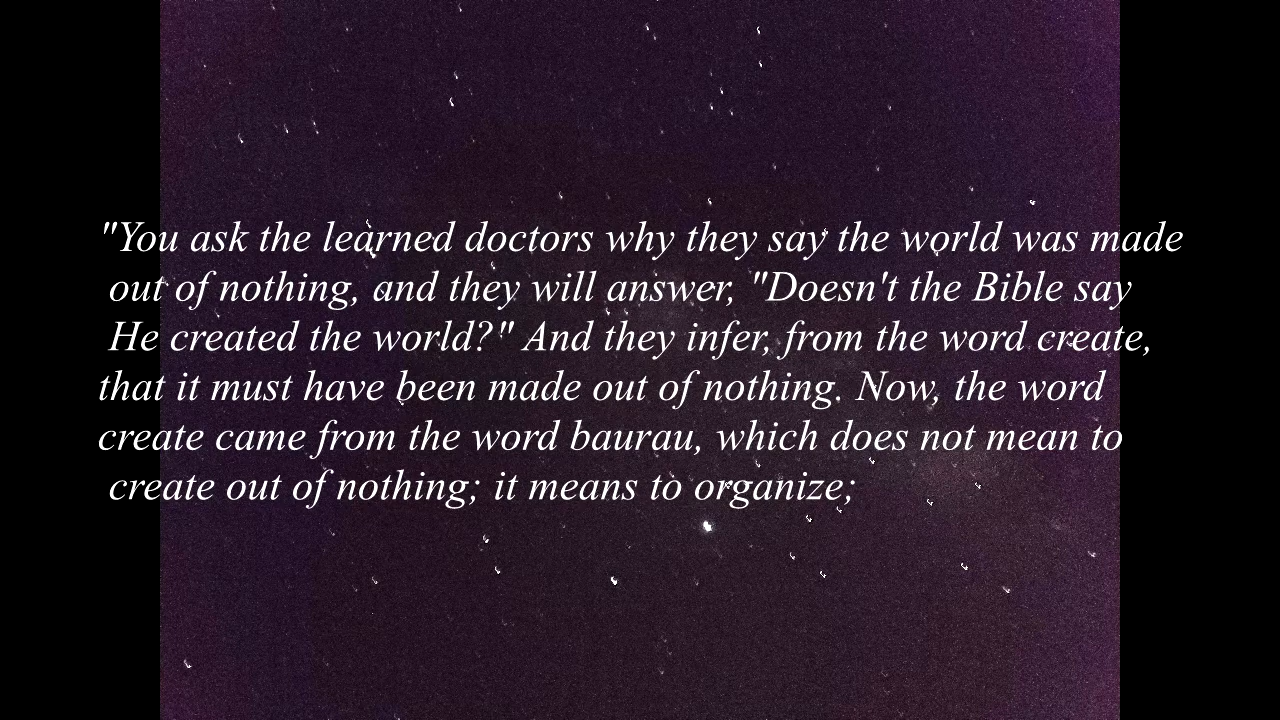 "You ask the learned doctors why they say the world was made
out of nothing, and they will answer, "Doesn't the Bible say
He created the world?" And they infer, from the word create,
that it must have been made out of nothing. Now, the word
create came from the word baurau, which does not mean to
create out of nothing; it means to organize;